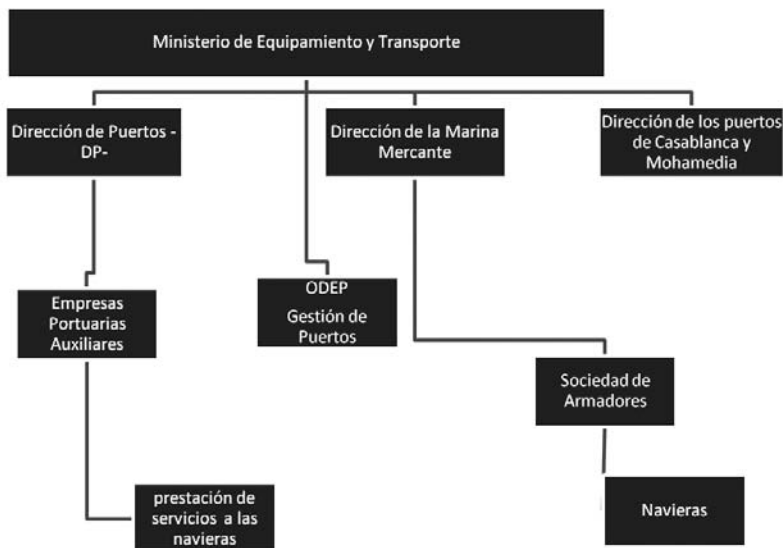 Ministerio de Equipamiento y Transporte
Dirección de Puertos -
DP-
Dirección de la Marina
Mercante
Dirección de los puertos
de Casablanca y
Mohamedia
Empresas
Portuarias
Auxiliares
ODEP
Gestión de
Puertos
Sociedad de
Armadores
prestación de
servicios a las
navieras
Navieras